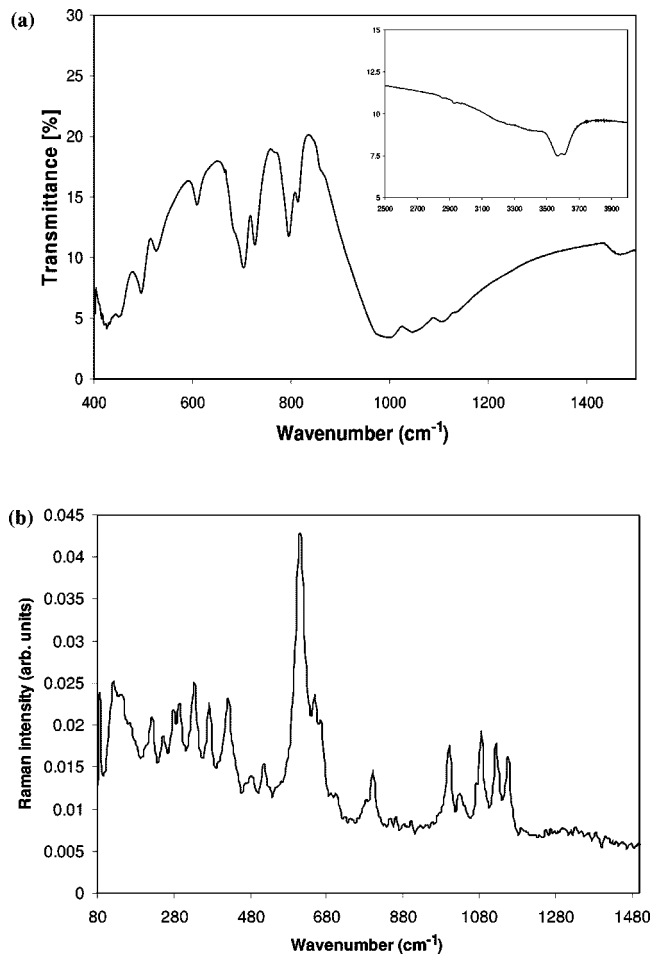 (a)
30
25
20
15
10
5
0
Transmittance [%]
400 600 800 1000 1200 1400
Wavenumber (cm-1)
15
12.5
10
7.5
5
2500 2700 2900 3100 3300 3500 3700 3900
(b)
0.045
0.04
0.035
0.03
0.025
0.02
0.015
0.01
0.005
0
Raman intensity (arb. units)
80 280 480 680 880 1080 1280 1480
Wavenumber (cm-1)